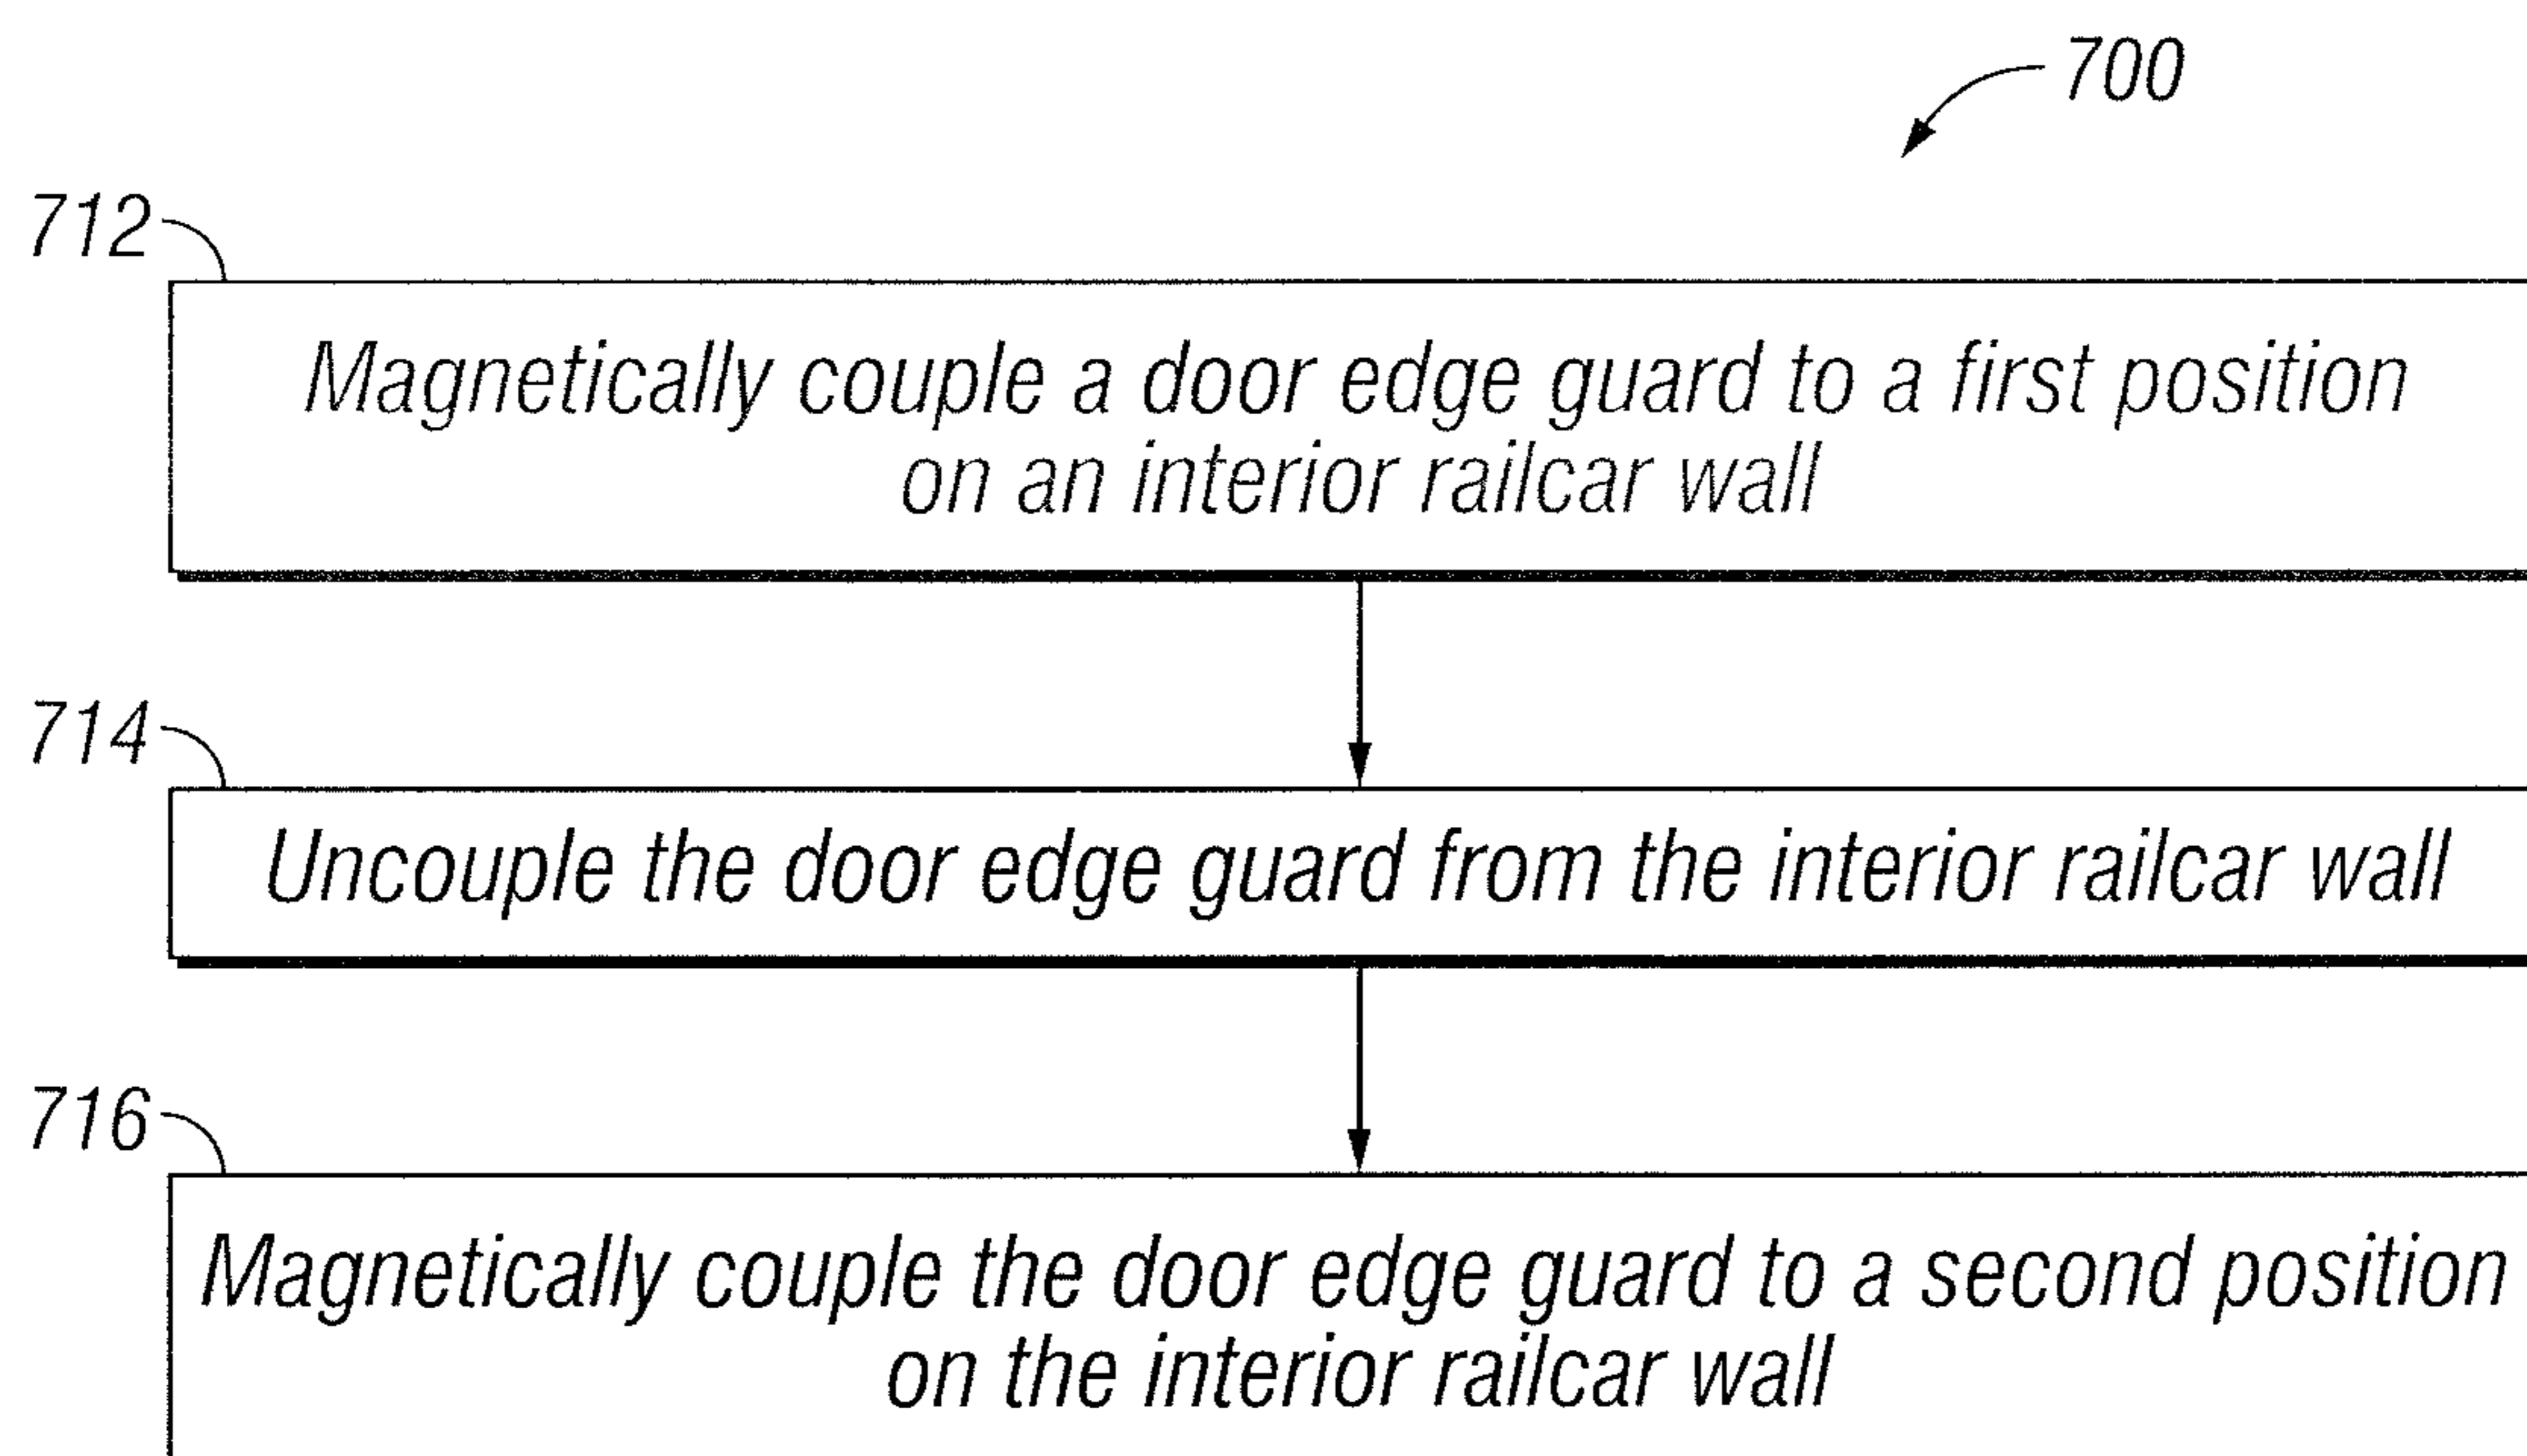 700
712
Magnetically couple a door edge guard to a first position
on an interior railcar wall
714
Uncouple the door edge guard from the interior railcar wall
716
Magnetically couple the door edge guard to a second position
on the interior railcar wall